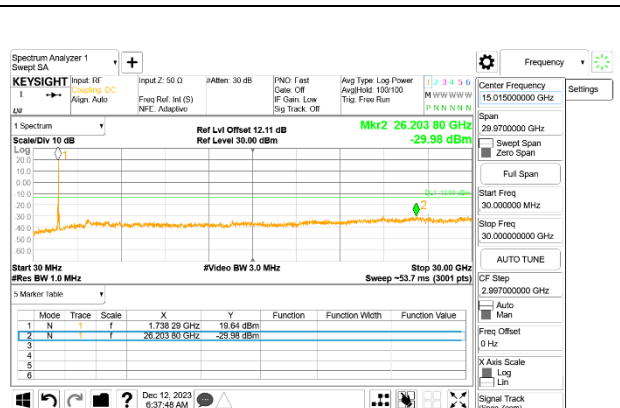 Spectrum Analyzer 1
Swept SA
Frequency
KEYSIGHT
Input: RF
Coupling: DC
Align: Auto
Input Z: 50 Ω
Freq Ref: Int (S)
NFE: Adaptive
#Atten: 30 dB
PNO: Fast
Gate: Off
IF Gain: Low
Sig Track: Off
Avg Type: Log-Power
Avg|Hold: 100/100
Trig: Free Run
1 2 3 4 5 6
M W W W W W
P N N N N N
Center Frequency
15.015000000 GHz
Settings
1 Spectrum
Scale/Div 10 dB
Ref Lvl Offset 12.11 dB
Ref Level 30.00 dBm
Mkr2 26.203 80 GHz
-29.98 dBm
Span
29.9700000 GHz
Swept Span
Zero Span
Full Span
Start Freq
30.000000 MHz
Stop Freq
30.000000000 GHz
AUTO TUNE
CF Step
2.997000000 GHz
Auto
Man
Freq Offset
0 Hz
X Axis Scale
Log
Lin
Signal Track
Log
20.0
10.0
0.00
-10.0
-20.0
-30.0
-40.0
-50.0
-60.0
1
2
Start 30 MHz
#Res BW 1.0 MHz
#Video BW 3.0 MHz
Stop 30.00 GHz
Sweep ~53.7 ms (3001 pts)
5 Marker Table
Mode Trace Scale X Y Function Function Width Function Value
1 N 1 f 1.738 29 GHz 19.64 dBm
2 N 1 f 26.203 80 GHz -29.98 dBm
3
4
5
6
Dec 12, 2023
6:37:48 AM